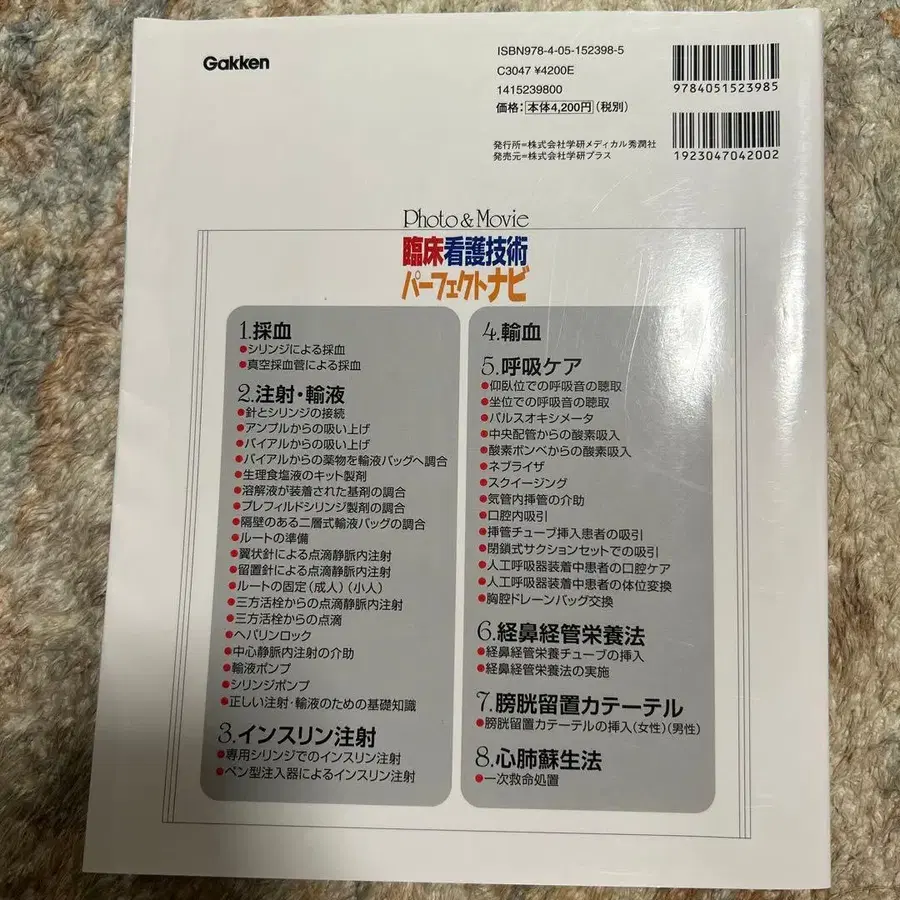 Gakken
ISBN978-4-05-152398-5
C3047 ¥4200E
1415239800
価格：本体4,200円（税別）
9784051523985
発行所＝株式会社学研メディカル秀潤社
発売元＝株式会社学研プラス
1923047042002
Photo & Movie
臨床看護技術
パーフェクトナビ
1.採血
●シリンジによる採血
●真空採血管による採血
2.注射・輸液
●針とシリンジの接続
●アンプルからの吸い上げ
●バイアルからの吸い上げ
●バイアルからの薬物を輸液バッグへ調合
●生理食塩液のキット製剤
●溶解液が装着された基剤の調合
●プレフィルドシリンジ製剤の調合
●隔壁のある二層式輸液バッグの調合
●ルートの準備
●翼状針による点滴静脈内注射
●留置針による点滴静脈内注射
●ルートの固定（成人）（小人）
●三方活栓からの点滴静脈内注射
●三方活栓からの点滴
●ヘパリンロック
●中心静脈内注射の介助
●輸液ポンプ
●シリンジポンプ
●正しい注射・輸液のための基礎知識
3.インスリン注射
●専用シリンジでのインスリン注射
●ペン型注入器によるインスリン注射
4.輸血
5.呼吸ケア
●仰臥位での呼吸音の聴取
●坐位での呼吸音の聴取
●パルスオキシメータ
●中央配管からの酸素吸入
●酸素ボンベからの酸素吸入
●ネブライザ
●スクイージング
●気管内挿管の介助
●口腔内吸引
●挿管チューブ挿入患者の吸引
●閉鎖式サクションセットでの吸引
●人工呼吸器装着中患者の口腔ケア
●人工呼吸器装着中患者の体位変換
●胸腔ドレーンバッグ交換
6.経鼻経管栄養法
●経鼻経管栄養チューブの挿入
●経鼻経管栄養法の実施
7.膀胱留置カテーテル
●膀胱留置カテーテルの挿入（女性）（男性）
8.心肺蘇生法
●一次救命処置